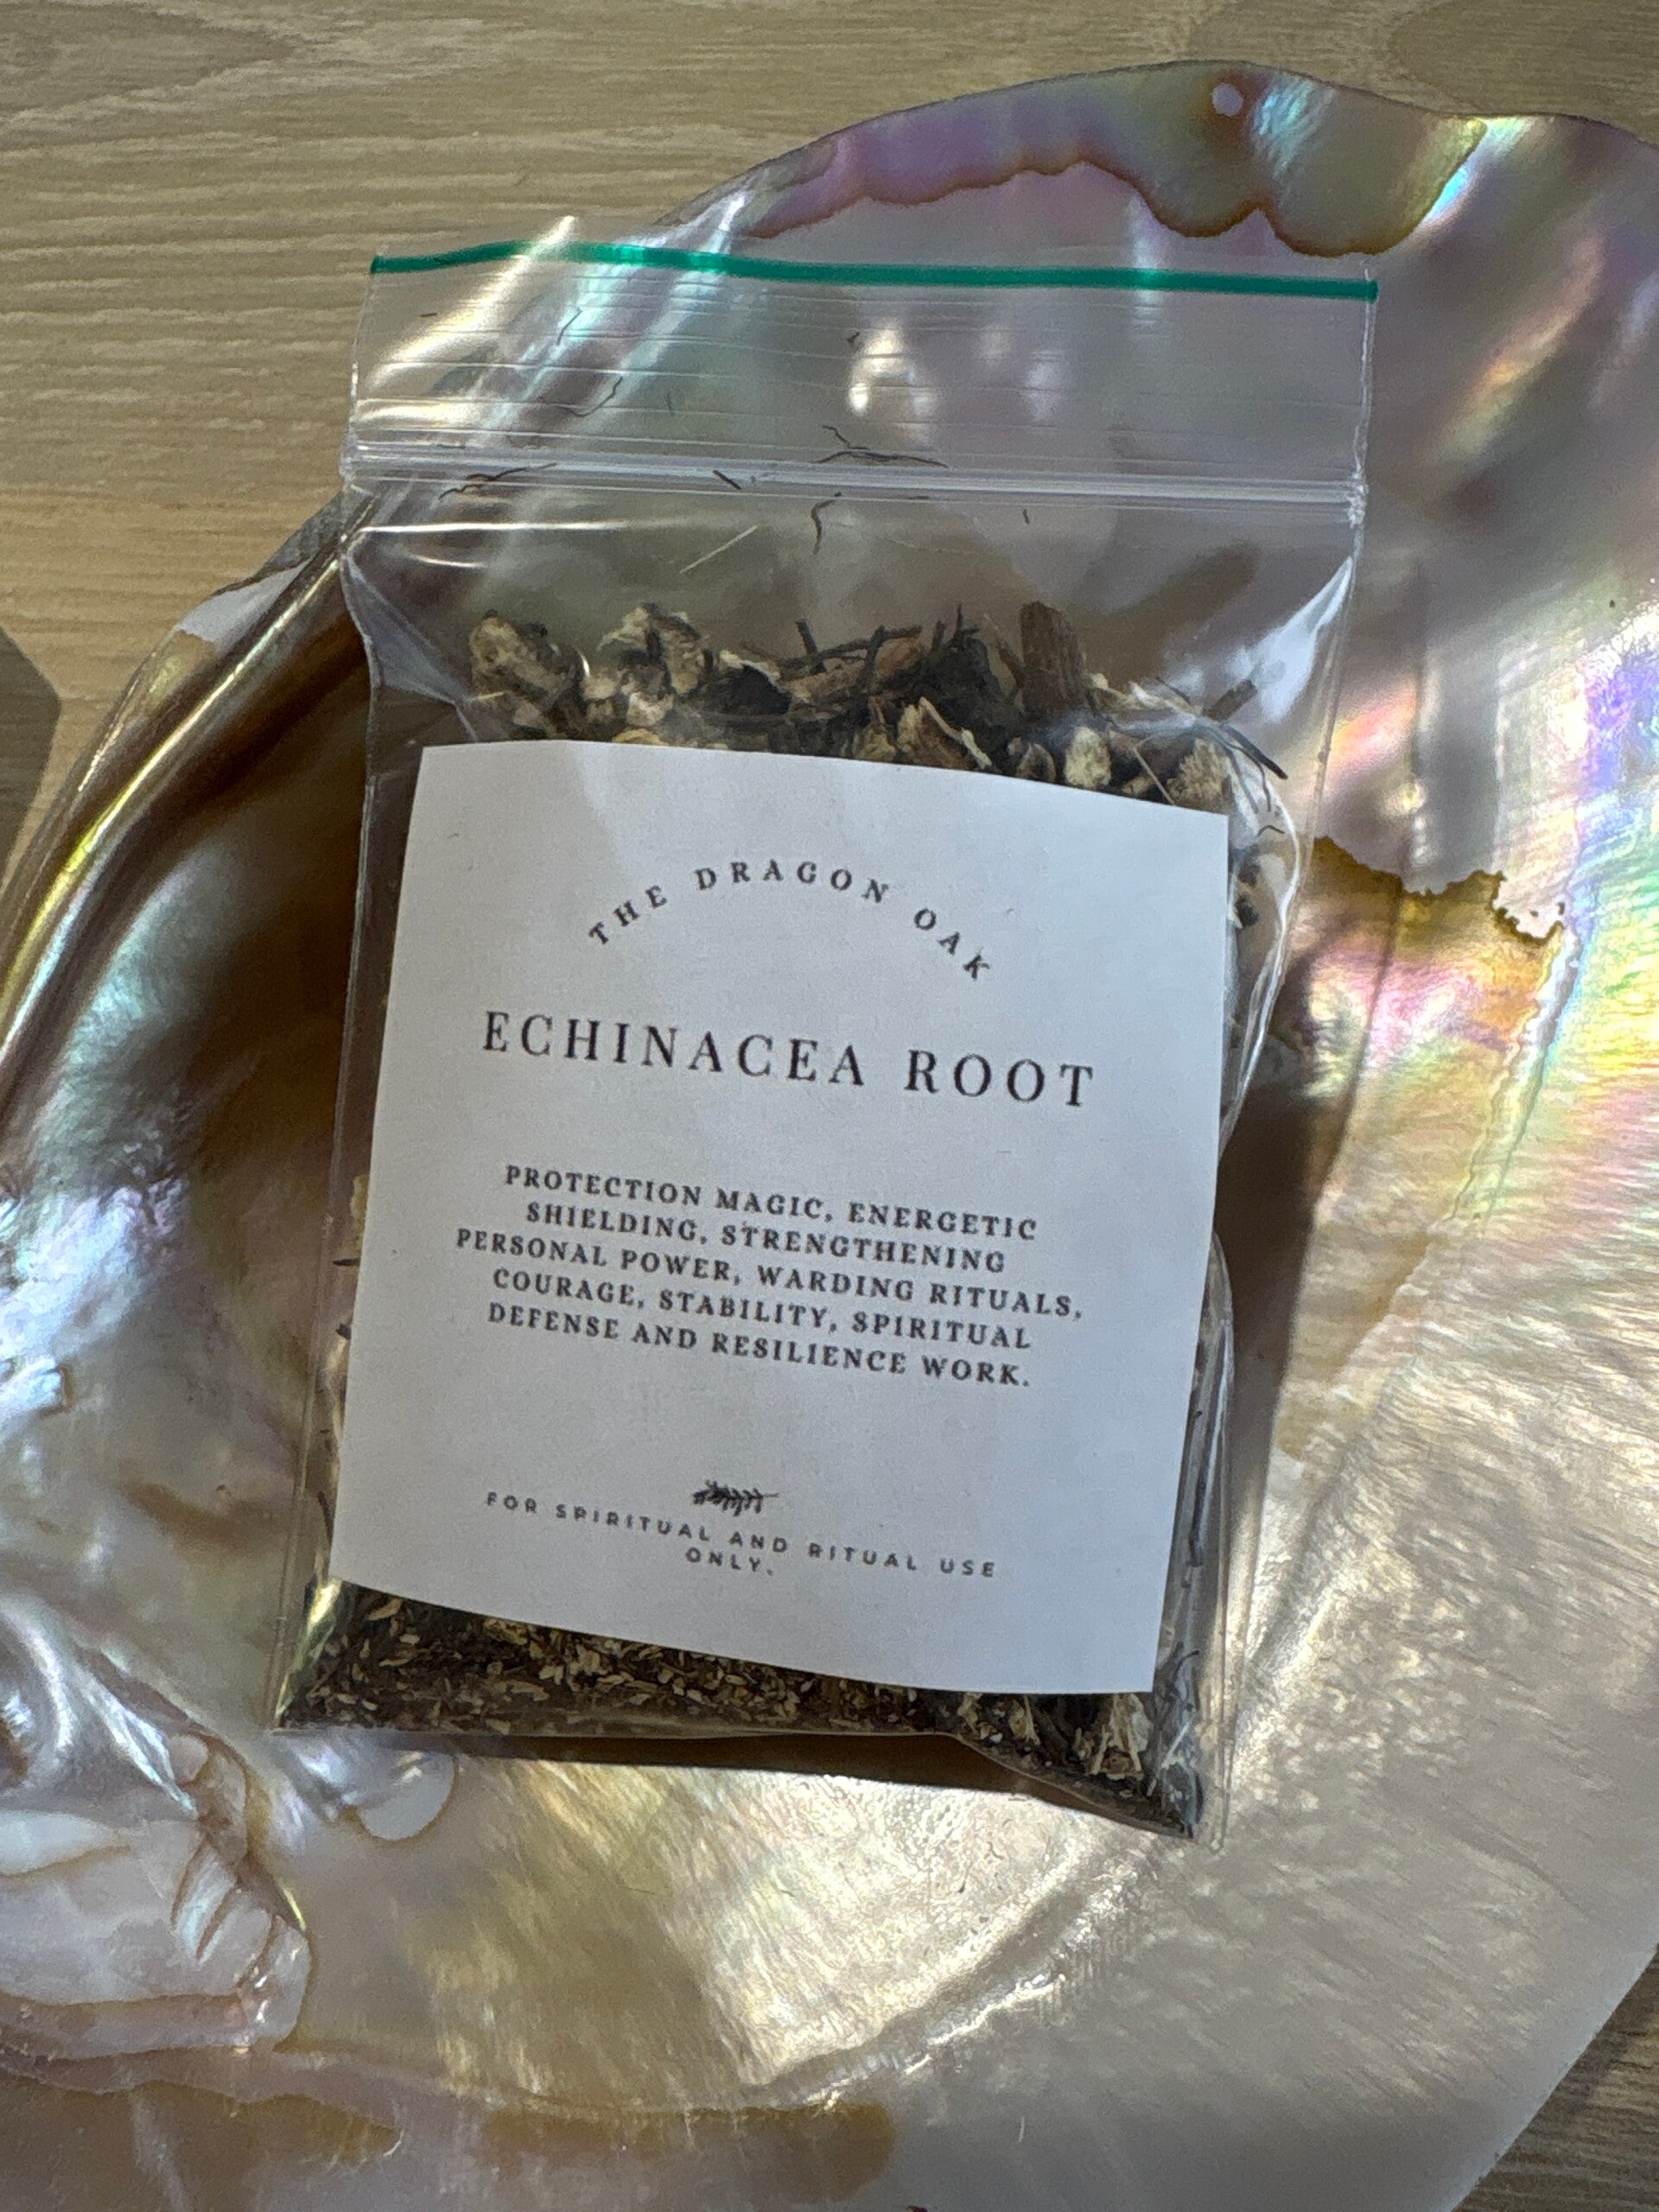 THE DRAGON OAK
ECHINACEA ROOT
PROTECTION MAGIC, ENERGETIC
SHIELDING, STRENGTHENING
PERSONAL POWER, WARDING RITUALS,
COURAGE, STABILITY, SPIRITUAL
DEFENSE AND RESILIENCE WORK.
FOR SPIRITUAL AND RITUAL USE
ONLY.